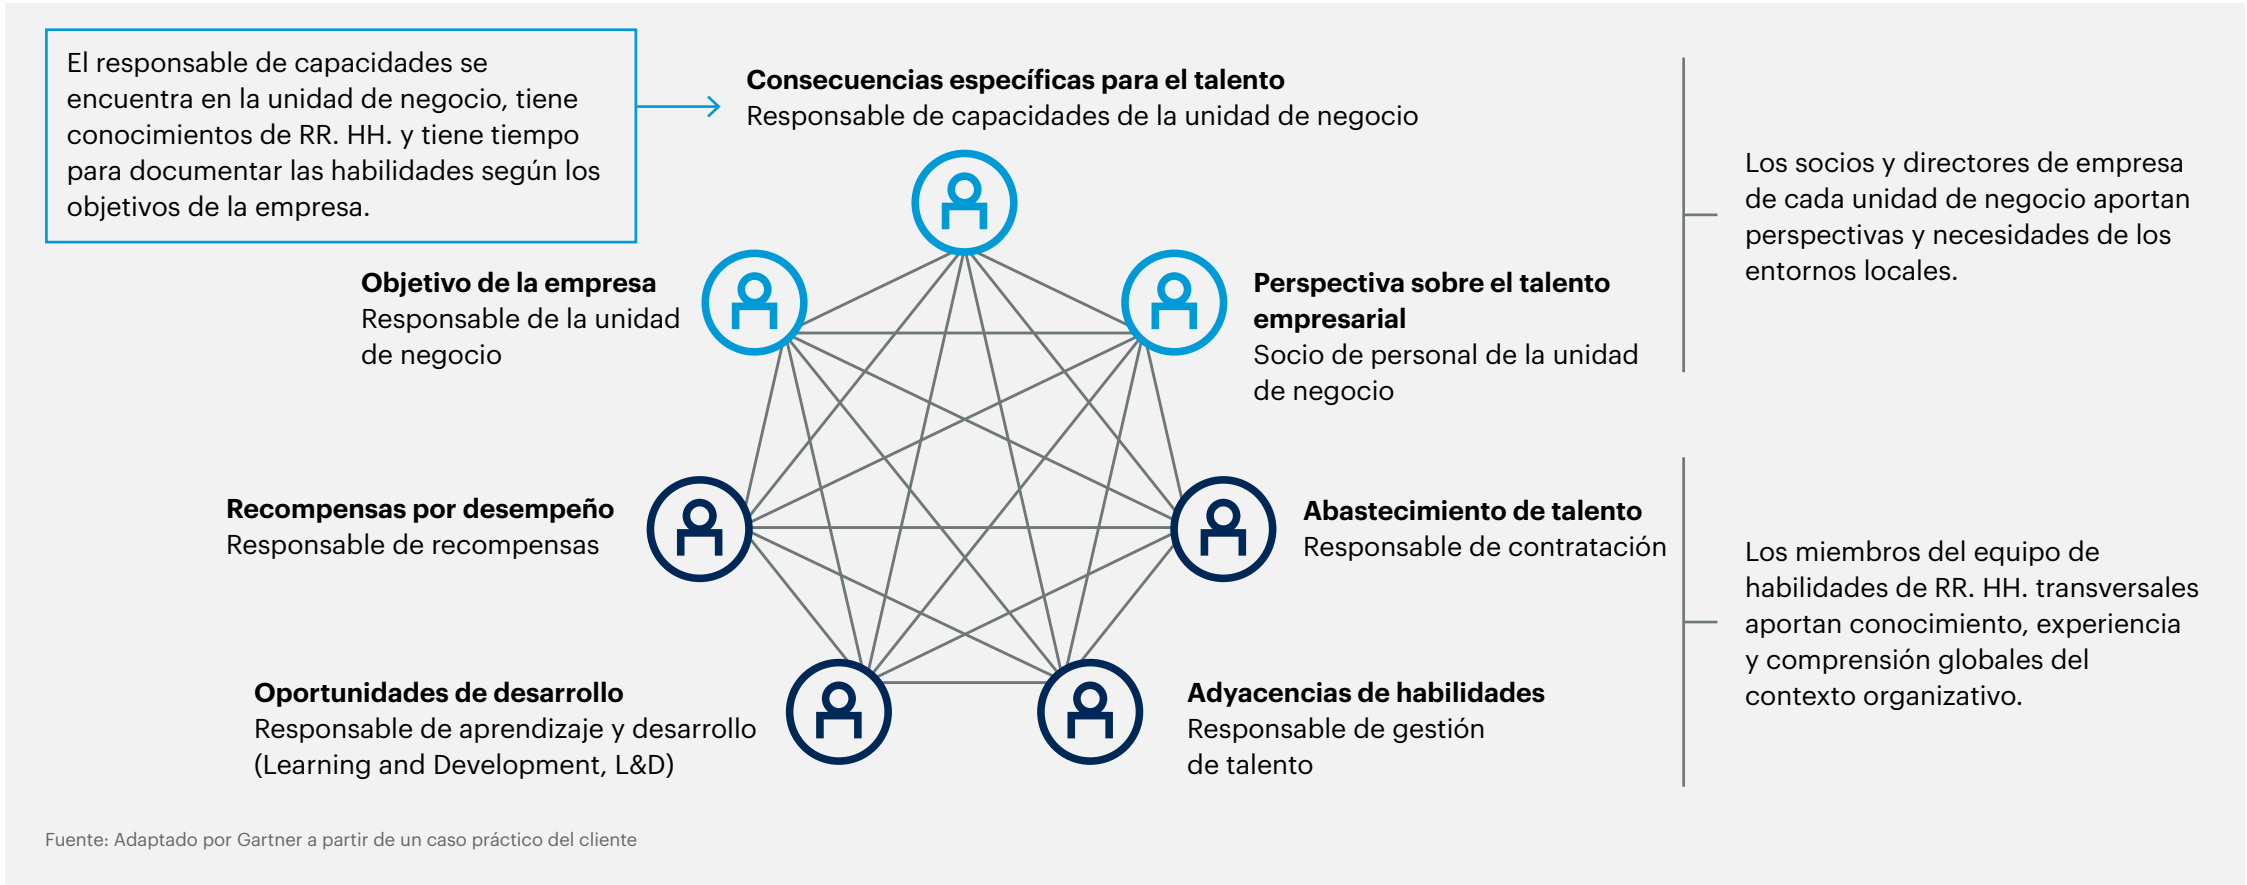 El responsable de capacidades se
encuentra en la unidad de negocio, tiene
conocimientos de RR. HH. y tiene tiempo
para documentar las habilidades según los
objetivos de la empresa.
Consecuencias específicas para el talento
Responsable de capacidades de la unidad de negocio
Objetivo de la empresa
Responsable de la unidad
de negocio
Perspectiva sobre el talento
empresarial
Socio de personal de la unidad
de negocio
Los socios y directores de empresa
de cada unidad de negocio aportan
perspectivas y necesidades de los
entornos locales.
Recompensas por desempeño
Responsable de recompensas
Abastecimiento de talento
Responsable de contratación
Oportunidades de desarrollo
Responsable de aprendizaje y desarrollo
(Learning and Development, L&D)
Adyacencias de habilidades
Responsable de gestión
de talento
Los miembros del equipo de
habilidades de RR. HH. transversales
aportan conocimiento, experiencia
y comprensión globales del
contexto organizativo.
Fuente: Adaptado por Gartner a partir de un caso práctico del cliente